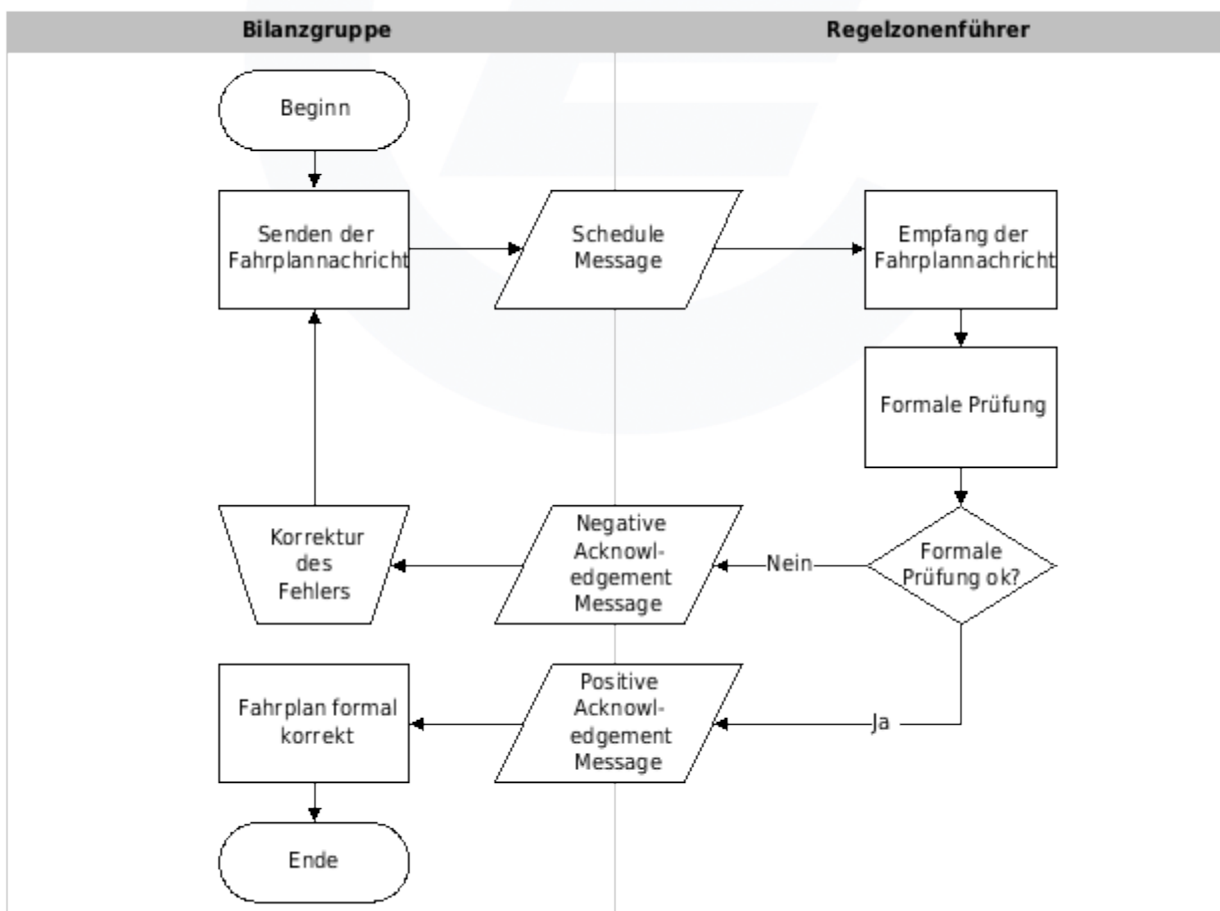 Bilanzgruppe
Regelzonenführer
Beginn
Senden der
Fahrplannachricht
Schedule
Message
Empfang der
Fahrplannachricht
Formale Prüfung
Formale
Prüfung ok?
Nein
Negative
Acknowl-
edgement
Message
Korrektur
des
Fehlers
Ja
Positive
Acknowl-
edgement
Message
Fahrplan formal
korrekt
Ende